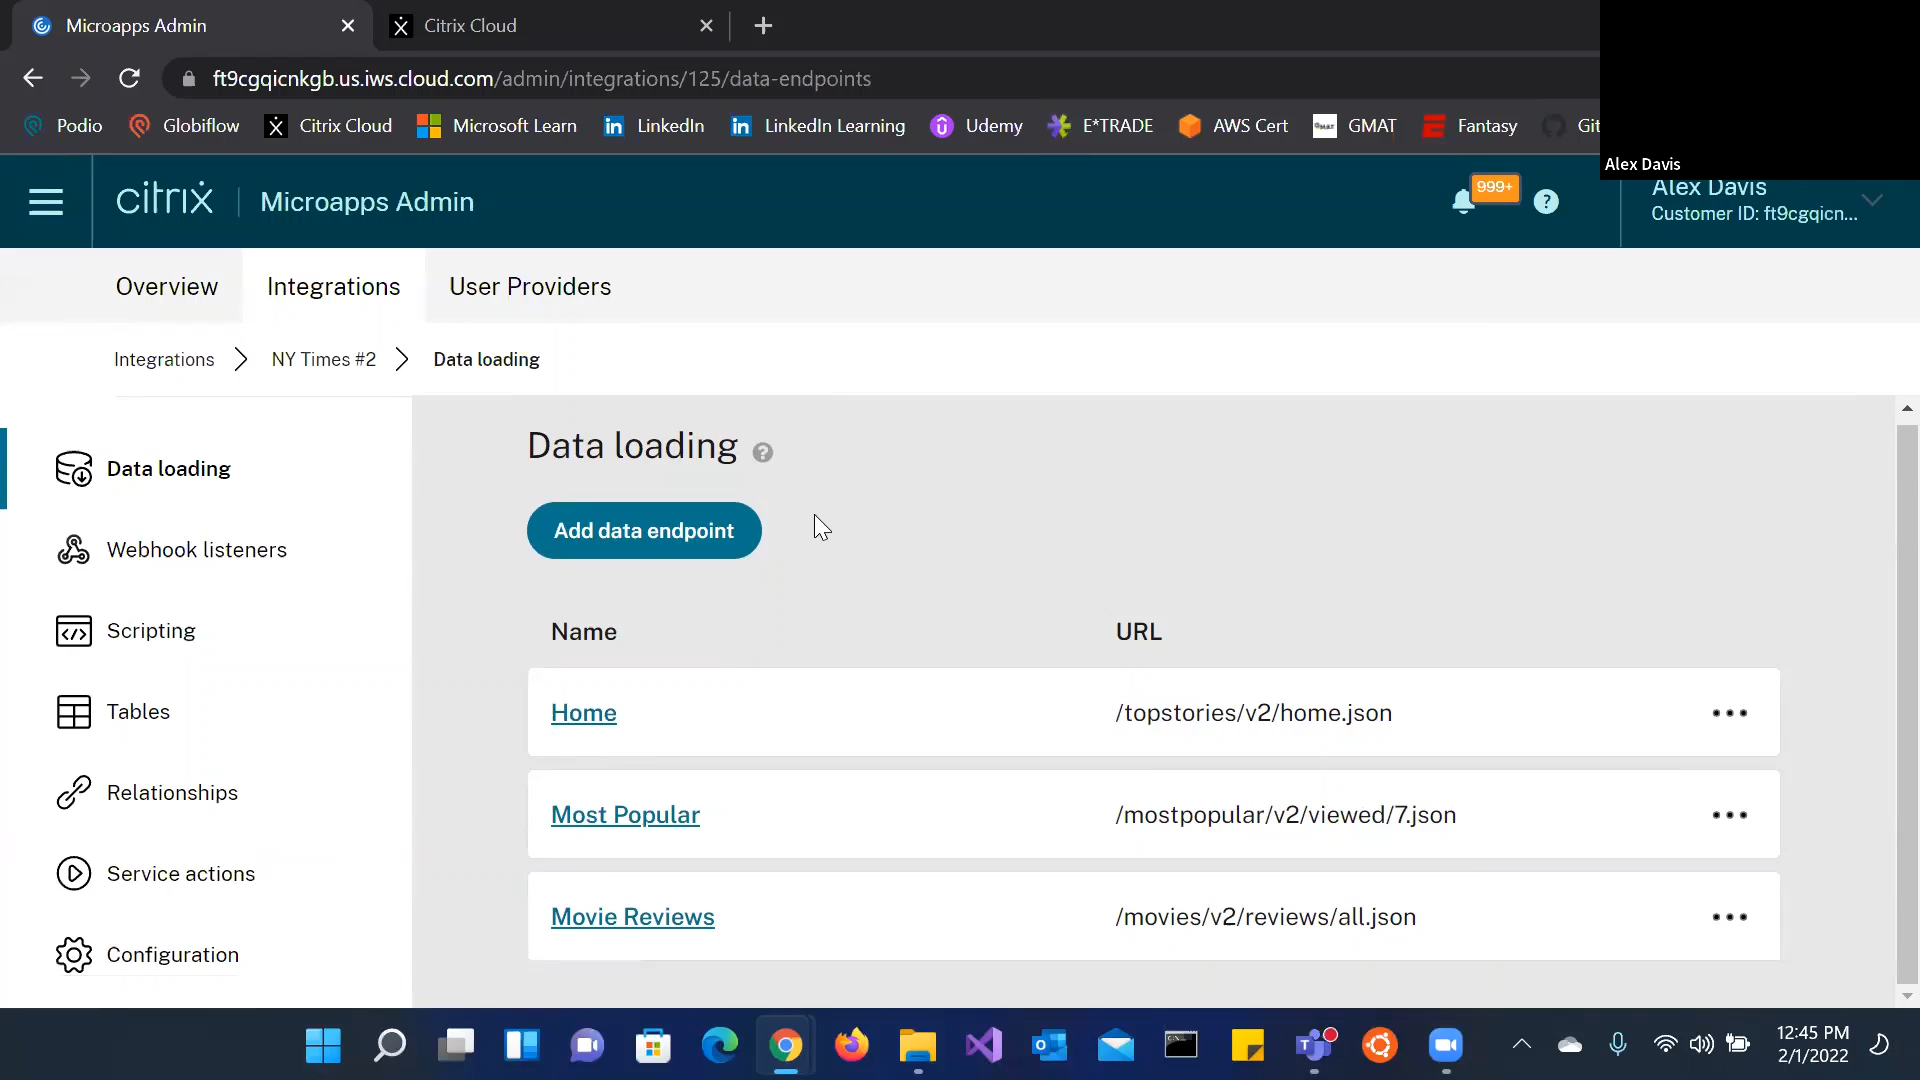 Microapps Admin
Citrix Cloud
ft9cgqicnkgb.us.iws.cloud.com/admin/integrations/125/data-endpoints
Podio
Globiflow
Citrix Cloud
Microsoft Learn
LinkedIn
LinkedIn Learning
Udemy
E*TRADE
AWS Cert
GMAT
Fantasy
Git
Alex Davis
citrix
Microapps Admin
999+
Alex Davis
Customer ID: ft9cgqicn...
Overview
Integrations
User Providers
Integrations
NY Times #2
Data loading
Data loading
Webhook listeners
Scripting
Tables
Relationships
Service actions
Configuration
Data loading
Add data endpoint
Name
URL
Home
/topstories/v2/home.json
Most Popular
/mostpopular/v2/viewed/7.json
Movie Reviews
/movies/v2/reviews/all.json
12:45 PM
2/1/2022